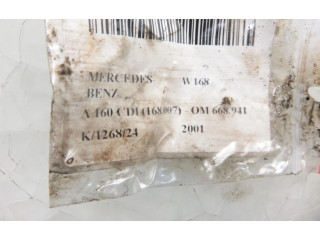 MERCEDES W168
BENZ
A 160 CDI (168.007) - OM 668.941
K/1268/24 2001